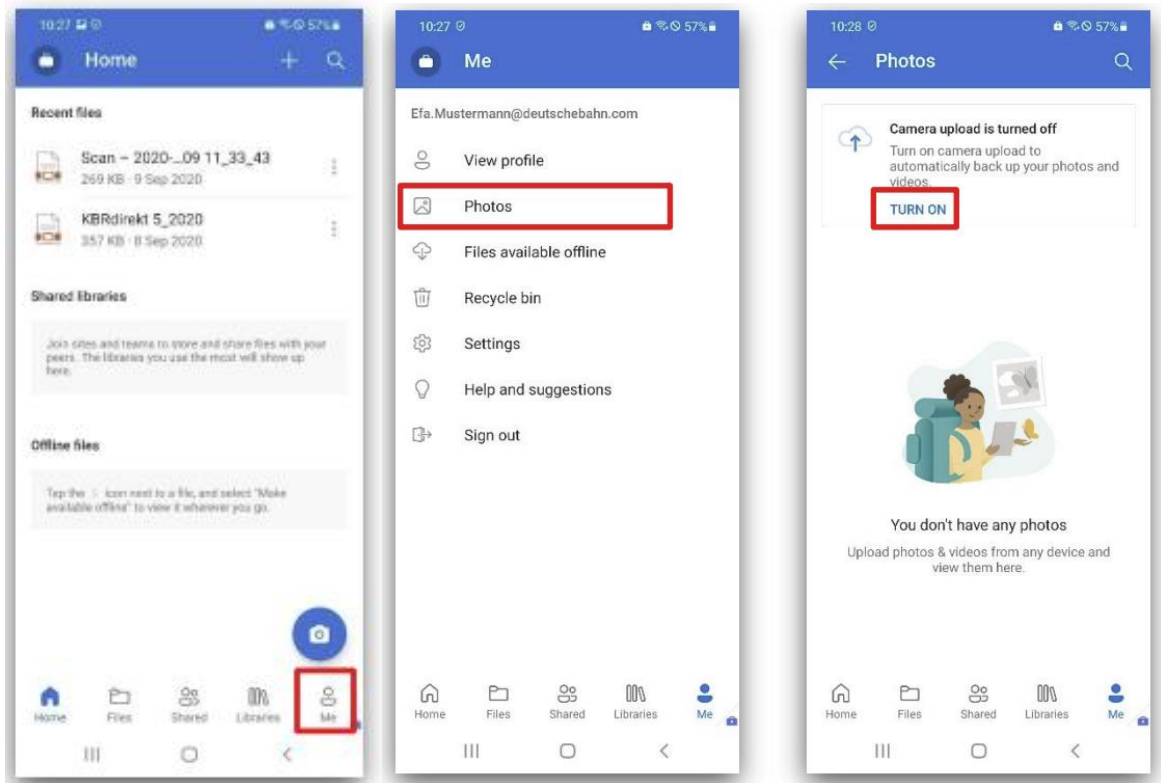 10:27
57%
Home
Recent files
Scan – 2020-...09 11_33_43
269 KB · 9 Sep 2020
KBRdirekt 5_2020
357 KB · 8 Sep 2020
Shared libraries
Join sites and teams to store and share files with your
peers. The libraries you use the most will show up
here.
Offline files
Tap the icon next to a file, and select "Make
available offline" to view it wherever you go.
Home
Files
Shared
Libraries
Me
10:27
57%
Me
Efa.Mustermann@deutschebahn.com
View profile
Photos
Files available offline
Recycle bin
Settings
Help and suggestions
Sign out
Home
Files
Shared
Libraries
Me
10:28
57%
Photos
Camera upload is turned off
Turn on camera upload to
automatically back up your photos and
videos.
TURN ON
You don't have any photos
Upload photos & videos from any device and
view them here.
Home
Files
Shared
Libraries
Me